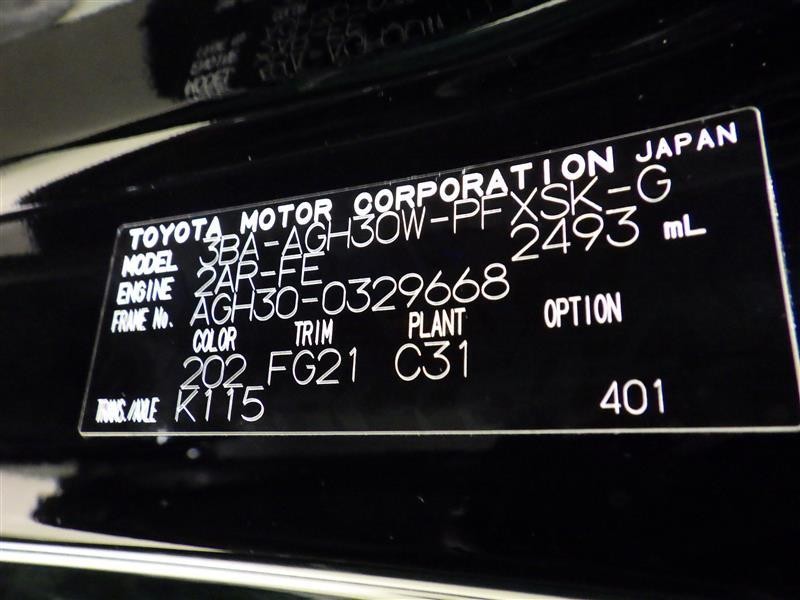 TOYOTA MOTOR CORPORATION JAPAN
MODEL 3BA-AGH30W-PFXSK-G
ENGINE 2AR-FE 2493 mL
FRAME No. AGH30-0329668
COLOR TRIM PLANT OPTION
202 FG21 C31
TRANS./AXLE K115 401